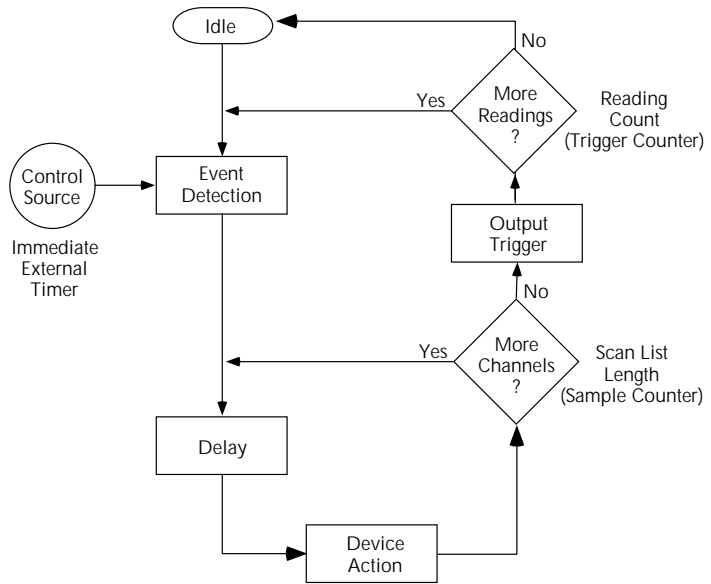 Idle
No
Yes
More
Readings
?
Reading
Count
(Trigger Counter)
Control
Source
Event
Detection
Immediate
External
Timer
Output
Trigger
No
Yes
More
Channels
?
Scan List
Length
(Sample Counter)
Delay
Device
Action